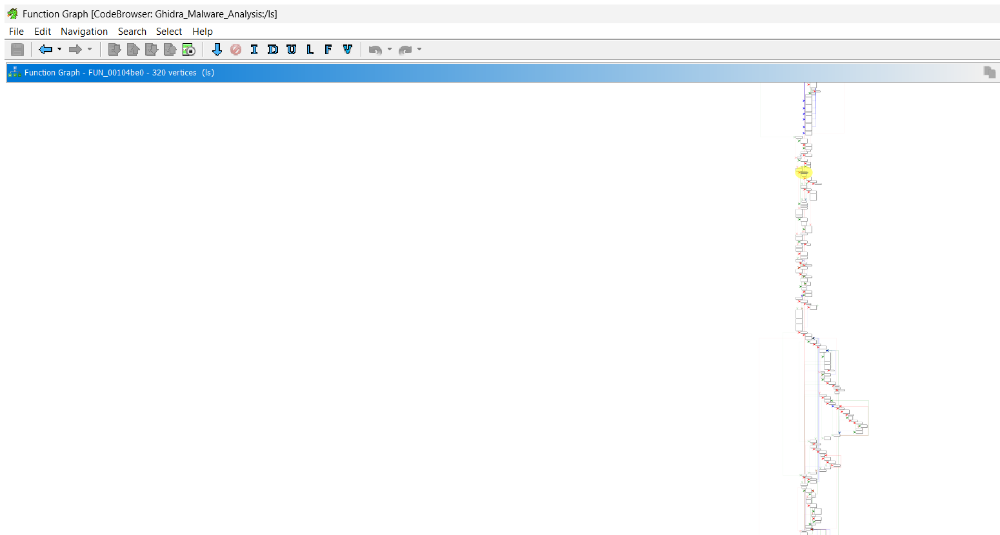 Function Graph [CodeBrowser: Ghidra_Malware_Analysis:/ls]
File Edit Navigation Search Select Help
I D U L F V
Function Graph - FUN_00104be0 - 320 vertices (ls)